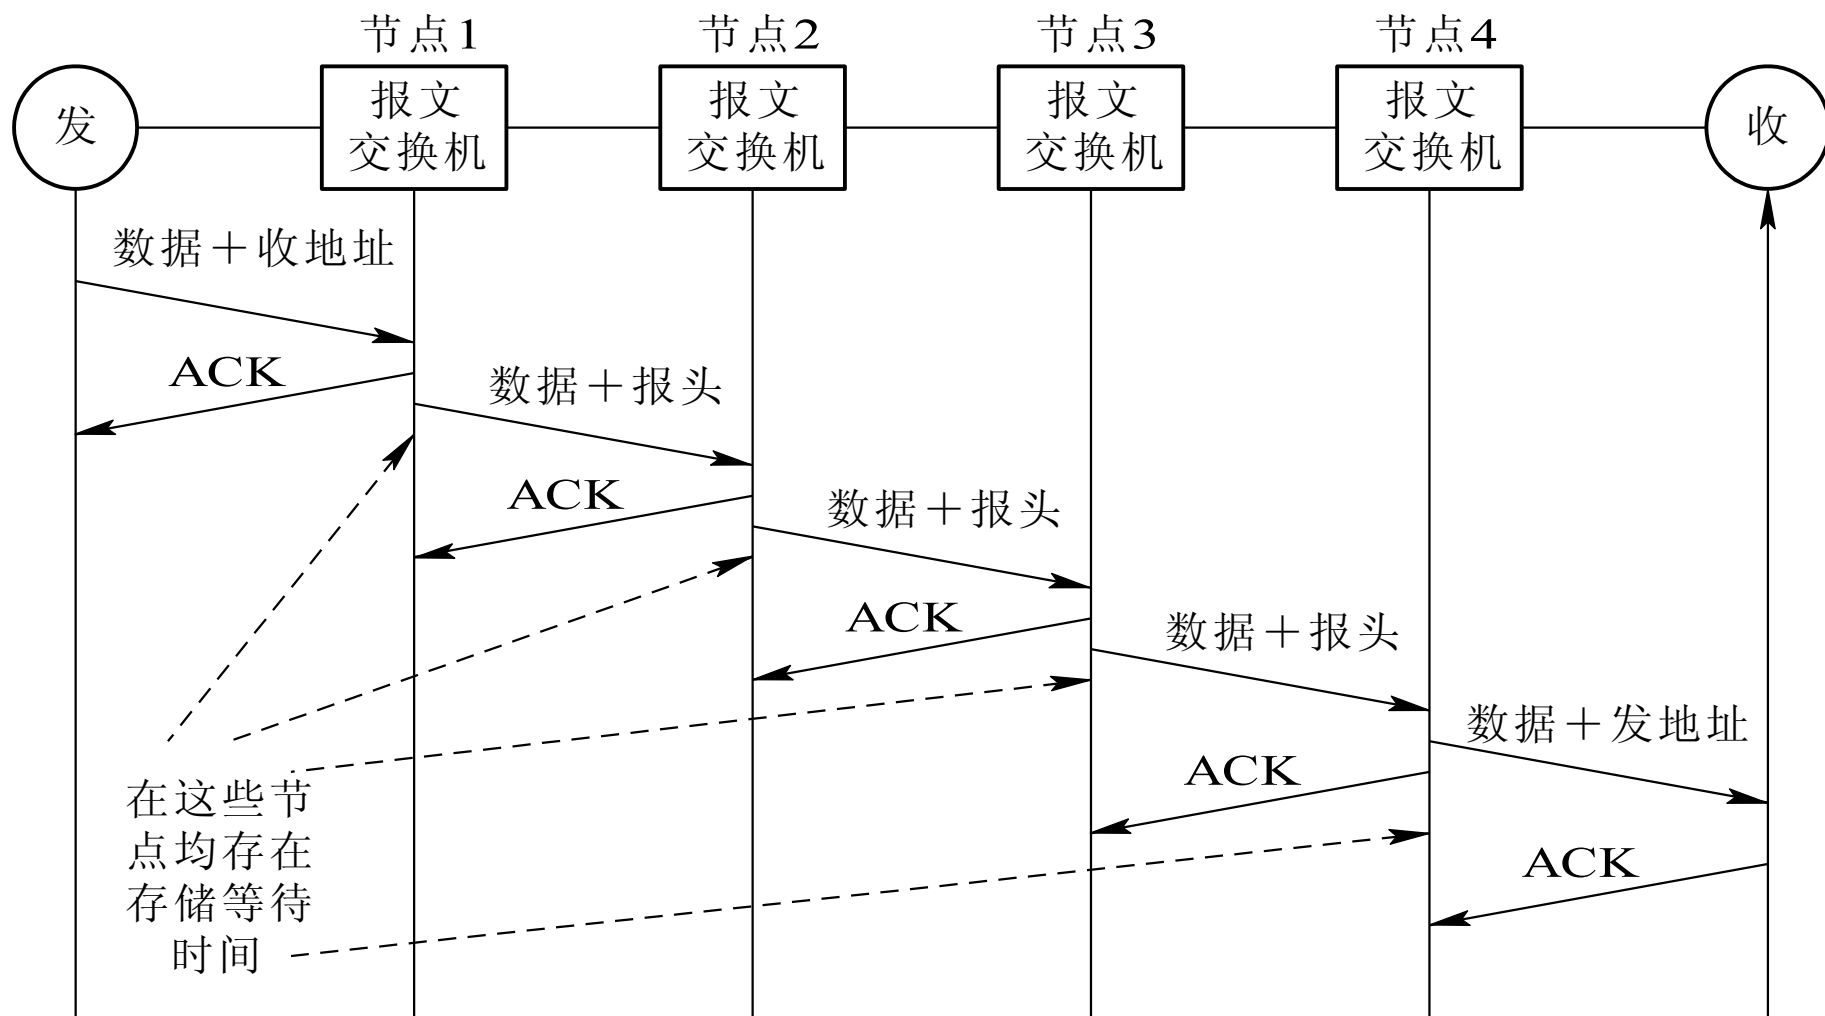 节点1
节点2
节点3
节点4
发
报文
交换机
报文
交换机
报文
交换机
报文
交换机
收
数据＋收地址
ACK
数据＋报头
ACK
数据＋报头
ACK
数据＋报头
数据＋发地址
ACK
ACK
在这些节
点均存在
存储等待
时间